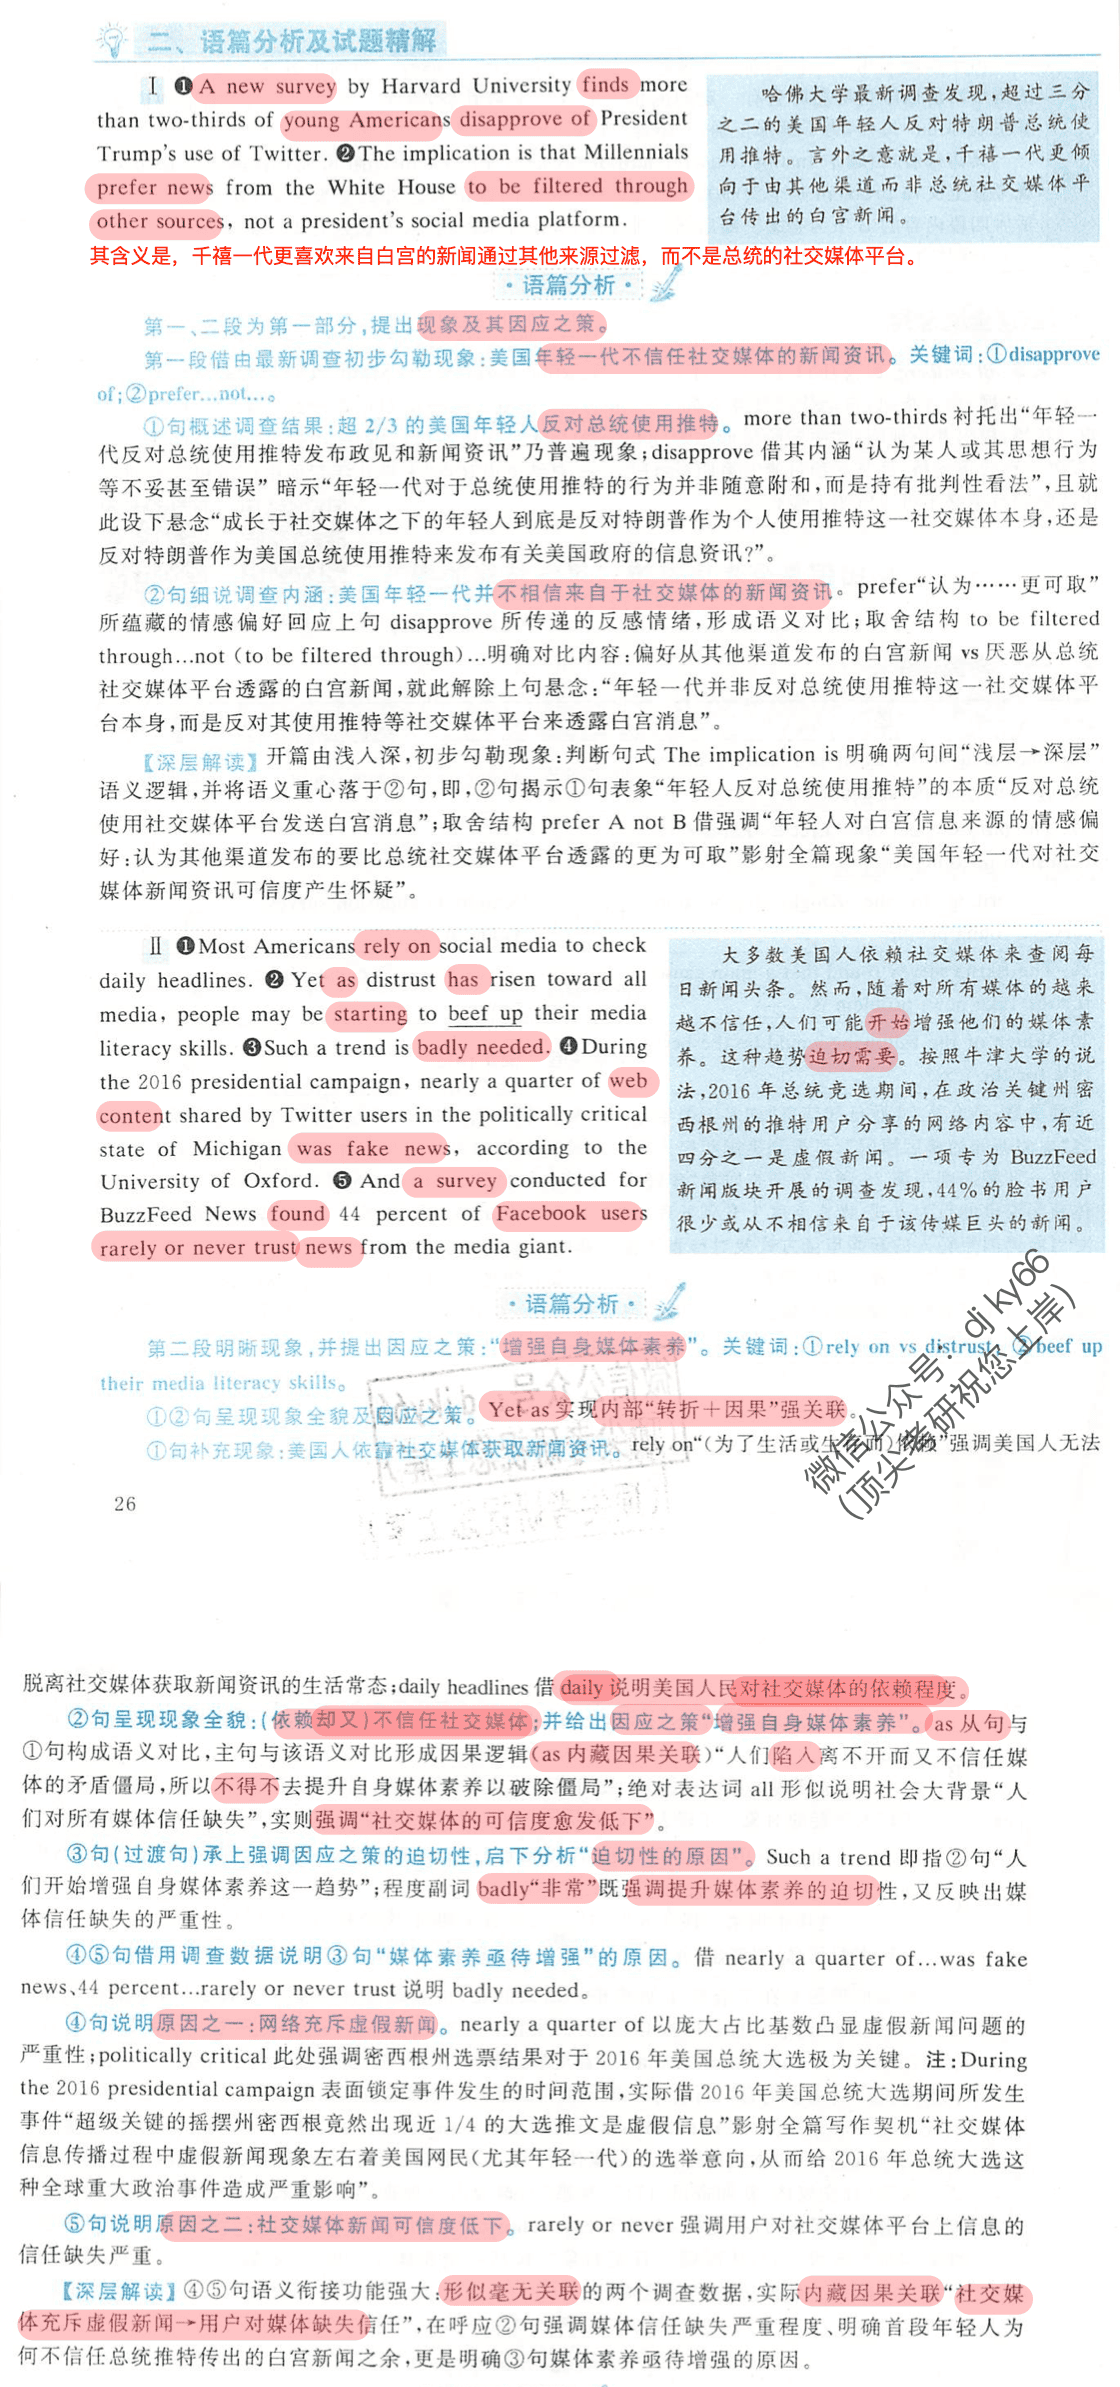 二、语篇分析及试题精解
Ⅰ ❶A new survey by Harvard University finds more
than two-thirds of young Americans disapprove of President
Trump's use of Twitter. ❷The implication is that Millennials
prefer news from the White House to be filtered through
other sources, not a president's social media platform.
哈佛大学最新调查发现,超过三分
之二的美国年轻人反对特朗普总统使
用推特。言外之意就是,千禧一代更倾
向于由其他渠道而非总统社交媒体平
台传出的白宫新闻。
其含义是，千禧一代更喜欢来自白宫的新闻通过其他来源过滤，而不是总统的社交媒体平台。
·语篇分析·
第一、二段为第一部分,提出现象及其因应之策。
第一段借由最新调查初步勾勒现象:美国年轻一代不信任社交媒体的新闻资讯。关键词:①disapprove
of;②prefer...not...。
①句概述调查结果:超 2/3 的美国年轻人反对总统使用推特。more than two-thirds 衬托出“年轻一
代反对总统使用推特发布政见和新闻资讯”乃普遍现象;disapprove 借其内涵“认为某人或其思想行为
等不妥甚至错误”暗示“年轻一代对于总统使用推特的行为并非随意附和,而是持有批判性看法”,且就
此设下悬念“成长于社交媒体之下的年轻人到底是反对特朗普作为个人使用推特这一社交媒体本身,还是
反对特朗普作为美国总统使用推特来发布有关美国政府的信息资讯?”。
②句细说调查内涵:美国年轻一代并不相信来自于社交媒体的新闻资讯。prefer“认为……更可取”
所蕴藏的情感偏好回应上句 disapprove 所传递的反感情绪,形成语义对比;取舍结构 to be filtered
through...not (to be filtered through)...明确对比内容:偏好从其他渠道发布的白宫新闻 vs 厌恶从总统
社交媒体平台透露的白宫新闻,就此解除上句悬念:“年轻一代并非反对总统使用推特这一社交媒体平
台本身,而是反对其使用推特等社交媒体平台来透露白宫消息”。
【深层解读】开篇由浅入深,初步勾勒现象:判断句式 The implication is 明确两句间“浅层→深层”
语义逻辑,并将语义重心落于②句,即,②句揭示①句表象“年轻人反对总统使用推特”的本质“反对总统
使用社交媒体平台发送白宫消息”;取舍结构 prefer A not B 借强调“年轻人对白宫信息来源的情感偏
好:认为其他渠道发布的要比总统社交媒体平台透露的更为可取”影射全篇现象“美国年轻一代对社交
媒体新闻资讯可信度产生怀疑”。
Ⅱ ❶Most Americans rely on social media to check
daily headlines. ❷Yet as distrust has risen toward all
media, people may be starting to beef up their media
literacy skills. ❸Such a trend is badly needed. ❹During
the 2016 presidential campaign, nearly a quarter of web
content shared by Twitter users in the politically critical
state of Michigan was fake news, according to the
University of Oxford. ❺And a survey conducted for
BuzzFeed News found 44 percent of Facebook users
rarely or never trust news from the media giant.
大多数美国人依赖社交媒体来查阅每
日新闻头条。然而,随着对所有媒体的越来
越不信任,人们可能开始增强他们的媒体素
养。这种趋势迫切需要。按照牛津大学的说
法,2016 年总统竞选期间,在政治关键州密
西根州的推特用户分享的网络内容中,有近
四分之一是虚假新闻。一项专为 BuzzFeed
新闻版块开展的调查发现,44%的脸书用户
很少或从不相信来自于该传媒巨头的新闻。
·语篇分析·
第二段明晰现象,并提出因应之策:“增强自身媒体素养”。关键词:①rely on vs distrust;②beef up
their media literacy skills。
①②句呈现现象全貌及因应之策。Yet as 实现内部“转折＋因果”强关联。
①句补充现象:美国人依靠社交媒体获取新闻资讯。rely on“(为了生活或生存而)依赖”强调美国人无法
26
微信公众号：djky66
(顶尖考研祝您上岸)
脱离社交媒体获取新闻资讯的生活常态;daily headlines 借 daily 说明美国人民对社交媒体的依赖程度。
②句呈现现象全貌:(依赖却又)不信任社交媒体;并给出因应之策“增强自身媒体素养”。as 从句与
①句构成语义对比,主句与该语义对比形成因果逻辑(as 内藏因果关联)“人们陷入离不开而又不信任媒
体的矛盾僵局,所以不得不去提升自身媒体素养以破除僵局”;绝对表达词 all 形似说明社会大背景“人
们对所有媒体信任缺失”,实则强调“社交媒体的可信度愈发低下”。
③句(过渡句)承上强调因应之策的迫切性,启下分析“迫切性的原因”。Such a trend 即指②句“人
们开始增强自身媒体素养这一趋势”;程度副词 badly“非常”既强调提升媒体素养的迫切性,又反映出媒
体信任缺失的严重性。
④⑤句借用调查数据说明③句“媒体素养亟待增强”的原因。借 nearly a quarter of...was fake
news、44 percent...rarely or never trust 说明 badly needed。
④句说明原因之一:网络充斥虚假新闻。nearly a quarter of 以庞大占比基数凸显虚假新闻问题的
严重性;politically critical 此处强调密西根州选票结果对于 2016 年美国总统大选极为关键。注:During
the 2016 presidential campaign 表面锁定事件发生的时间范围,实际借 2016 年美国总统大选期间所发生
事件“超级关键的摇摆州密西根竟然出现近 1/4 的大选推文是虚假信息”影射全篇写作契机“社交媒体
信息传播过程中虚假新闻现象左右着美国网民(尤其年轻一代)的选举意向,从而给 2016 年总统大选这
种全球重大政治事件造成严重影响”。
⑤句说明原因之二:社交媒体新闻可信度低下。rarely or never 强调用户对社交媒体平台上信息的
信任缺失严重。
【深层解读】④⑤句语义衔接功能强大:形似毫无关联的两个调查数据,实际内藏因果关联“社交媒
体充斥虚假新闻→用户对媒体缺失信任”,在呼应②句强调媒体信任缺失严重程度、明确首段年轻人为
何不信任总统推特传出的白宫新闻之余,更是明确③句媒体素养亟待增强的原因。